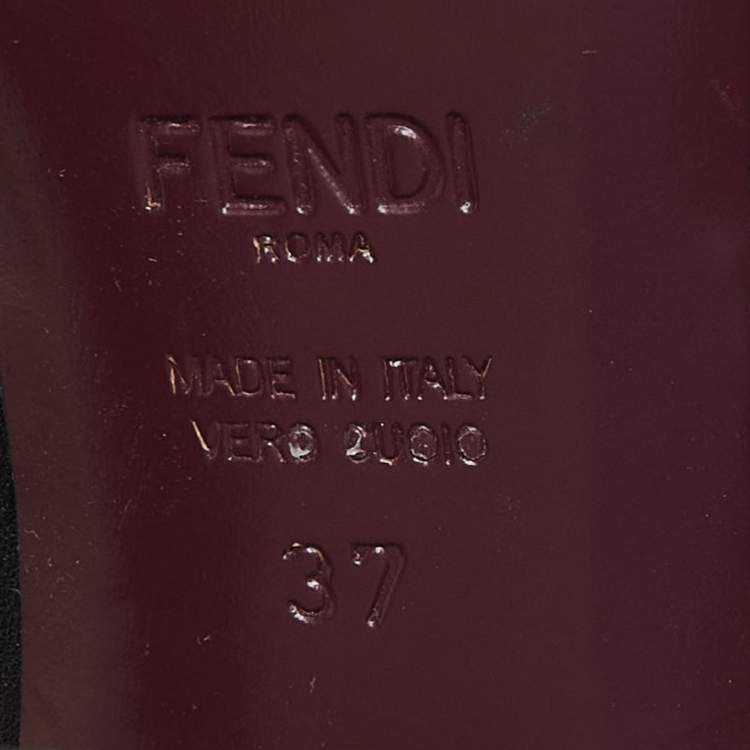 FENDI
ROMA
MADE IN ITALY
VERO CUOIO
37